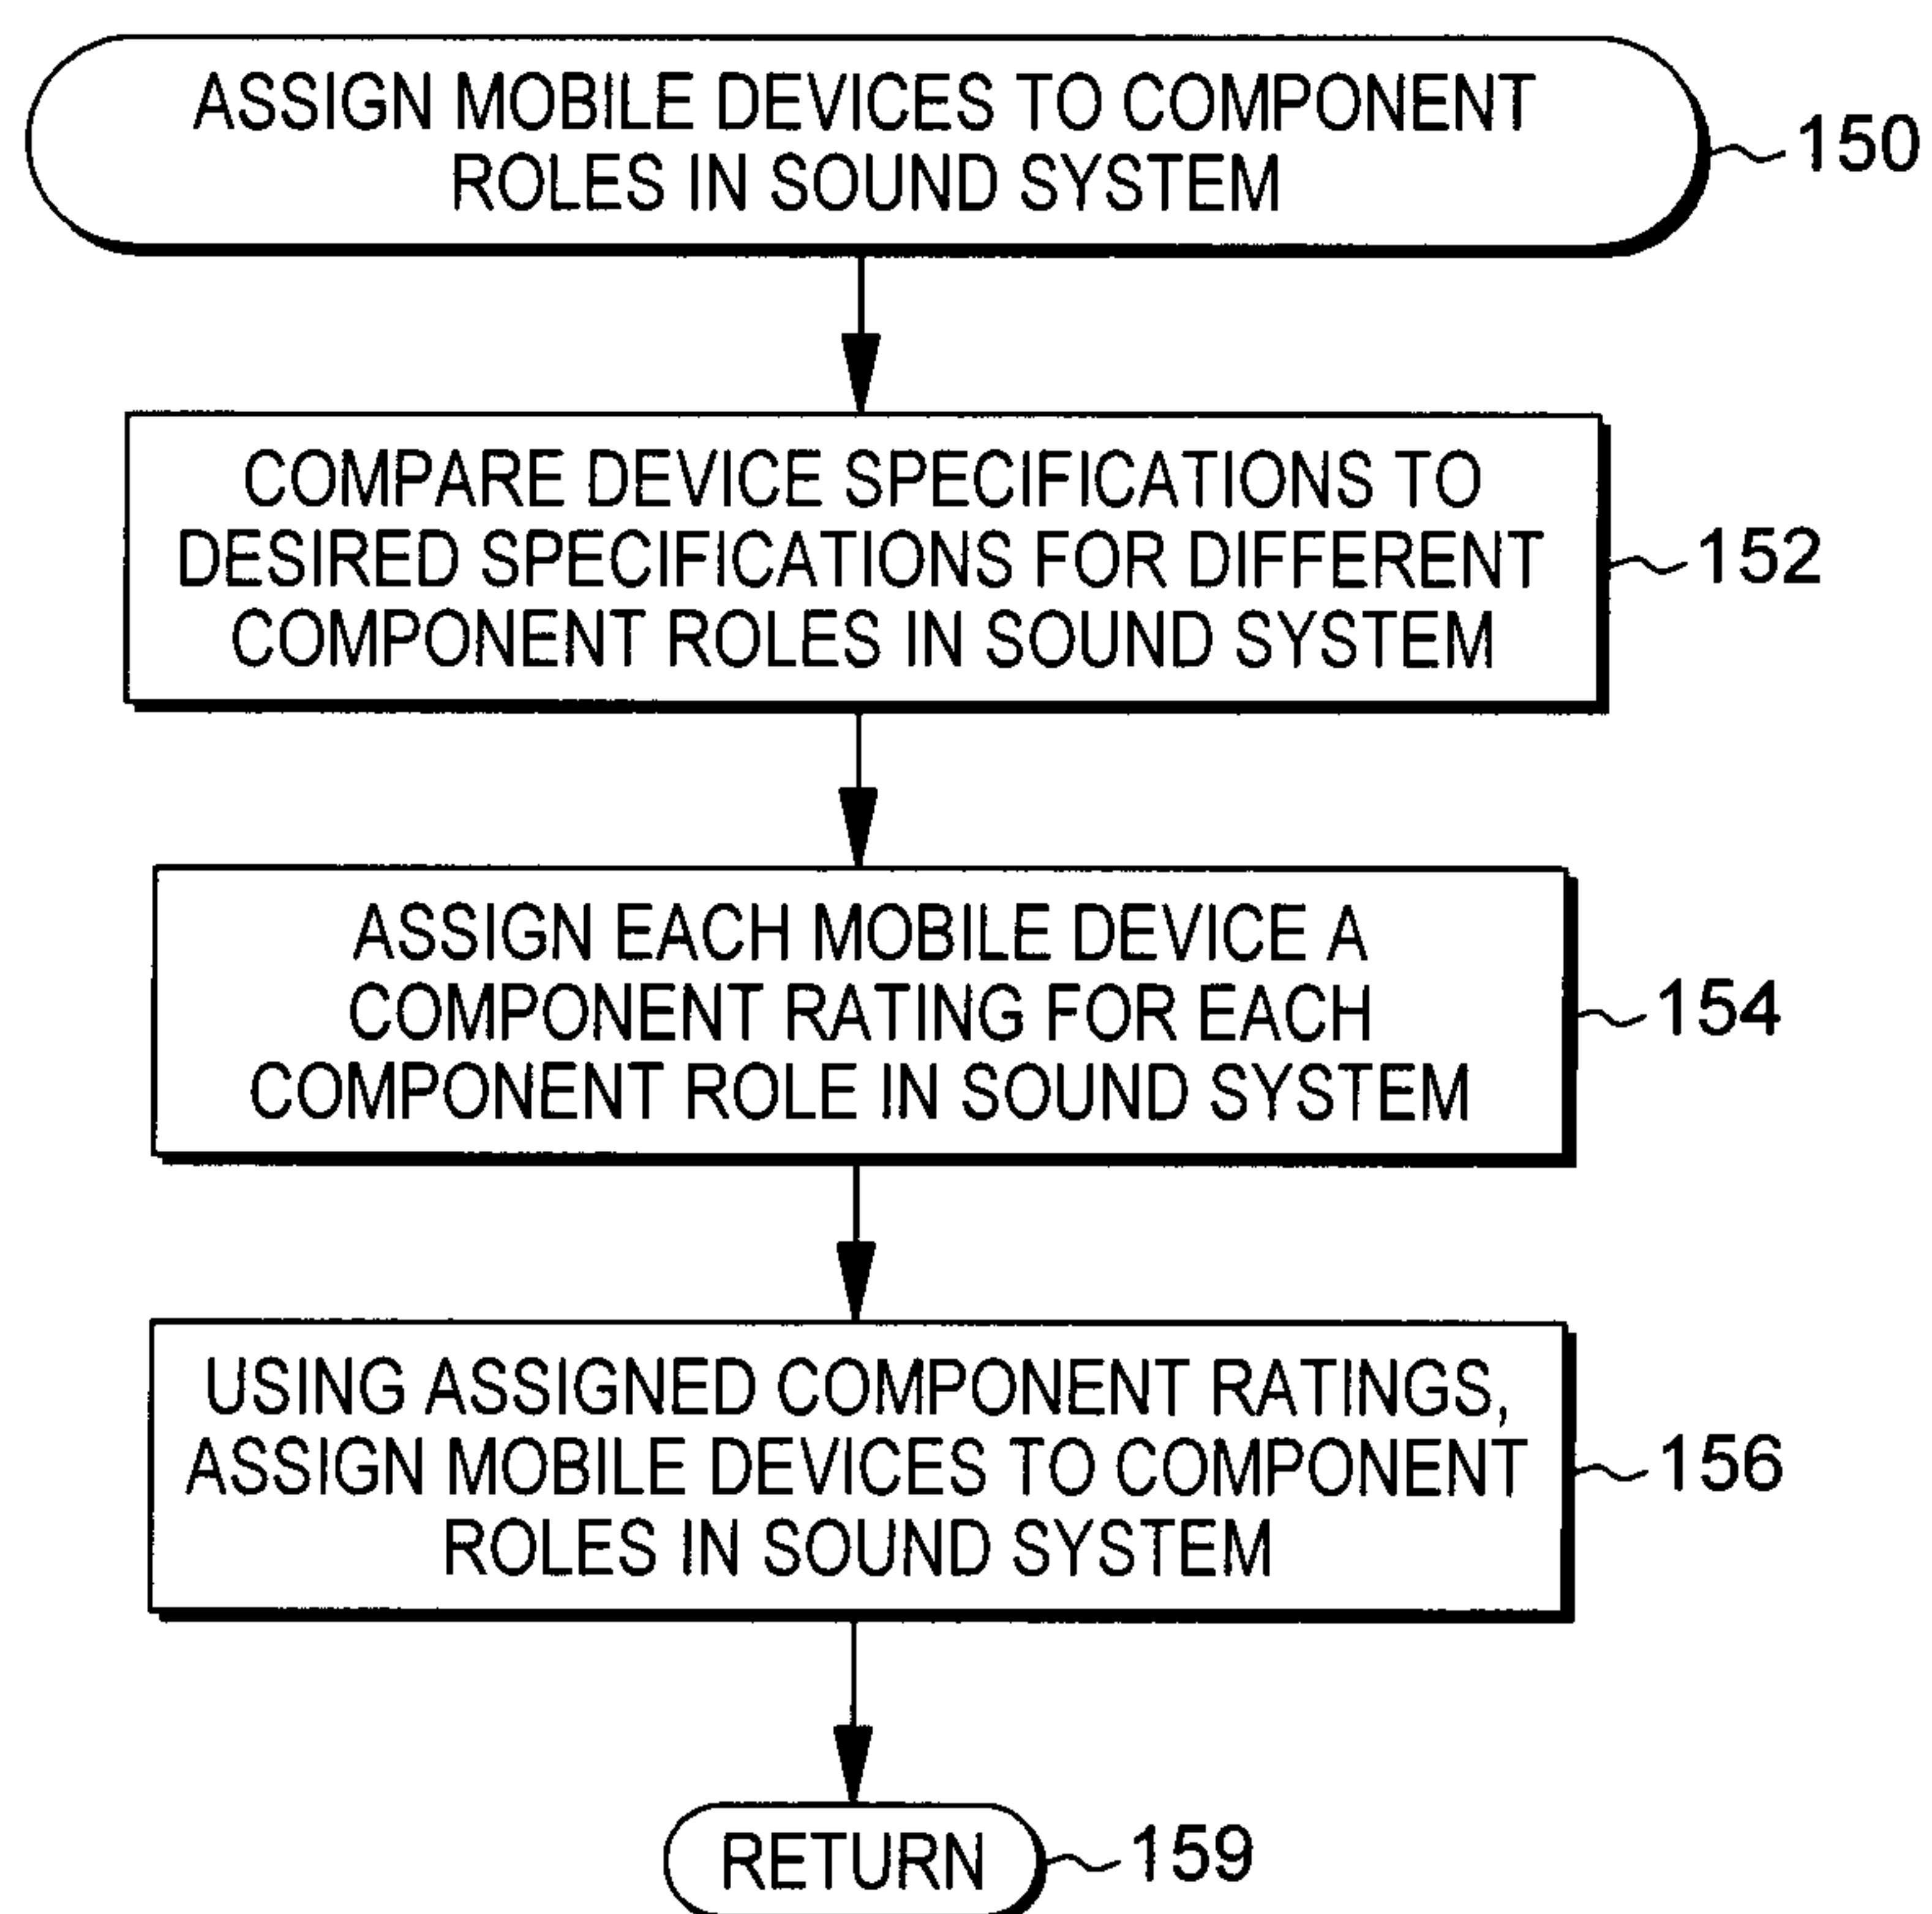 ASSIGN MOBILE DEVICES TO COMPONENT
ROLES IN SOUND SYSTEM
150
COMPARE DEVICE SPECIFICATIONS TO
DESIRED SPECIFICATIONS FOR DIFFERENT
COMPONENT ROLES IN SOUND SYSTEM
152
ASSIGN EACH MOBILE DEVICE A
COMPONENT RATING FOR EACH
COMPONENT ROLE IN SOUND SYSTEM
154
USING ASSIGNED COMPONENT RATINGS,
ASSIGN MOBILE DEVICES TO COMPONENT
ROLES IN SOUND SYSTEM
156
RETURN
159